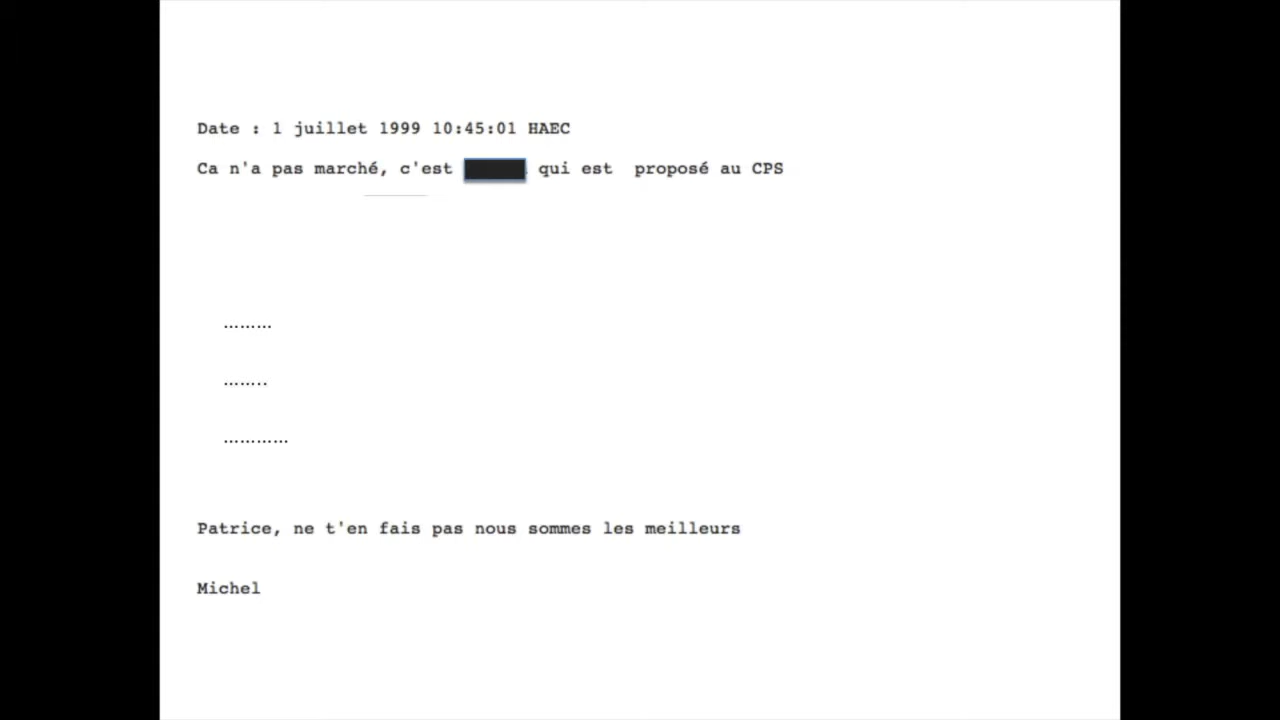 Date : 1 juillet 1999 10:45:01 HAEC
Ca n'a pas marché, c'est qui est proposé au CPS
.........
........
............
Patrice, ne t'en fais pas nous sommes les meilleurs
Michel